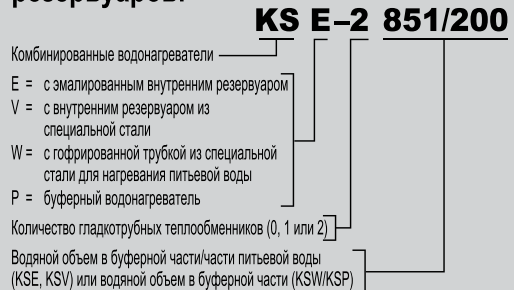 резервуаров:
KS E–2 851/200
Комбинированные водонагреватели
E = с эмалированным внутренним резервуаром
V = с внутренним резервуаром из
специальной стали
W = с гофрированной трубкой из специальной
стали для нагревания питьевой воды
P = буферный водонагреватель
Количество гладкотрубных теплообменников (0, 1 или 2)
Водяной объем в буферной части/части питьевой воды
(KSE, KSV) или водяной объем в буферной части (KSW/KSP)